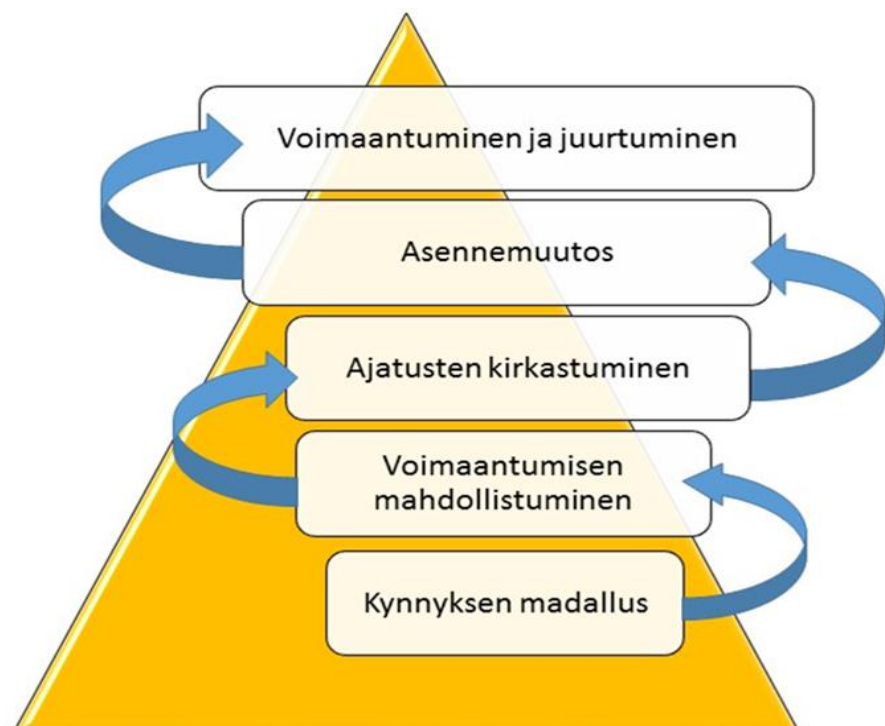 Voimaantuminen ja juurtuminen
Asennemuutos
Ajatusten kirkastuminen
Voimaantumisen
mahdollistuminen
Kynnyksen madallus